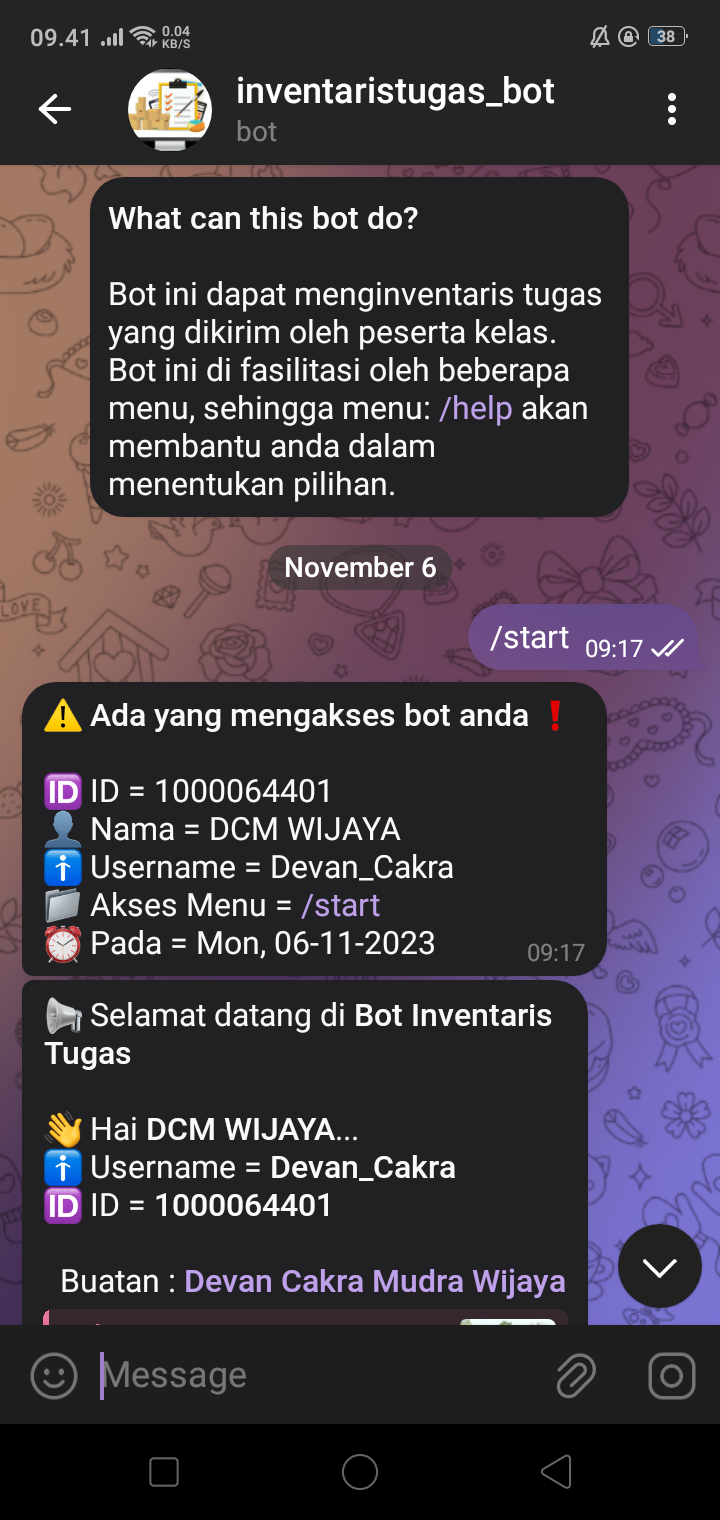 09.41 0.04 KB/S 38
inventaristugas_bot
bot
What can this bot do?
Bot ini dapat menginventaris tugas
yang dikirim oleh peserta kelas.
Bot ini di fasilitasi oleh beberapa
menu, sehingga menu: /help akan
membantu anda dalam
menentukan pilihan.
November 6
LOVE
/start 09:17
⚠️ Ada yang mengakses bot anda ❗
🆔 ID = 1000064401
👤 Nama = DCM WIJAYA
🚹 Username = Devan_Cakra
📁 Akses Menu = /start
⏰ Pada = Mon, 06-11-2023 09:17
📢 Selamat datang di Bot Inventaris
Tugas
👋 Hai DCM WIJAYA...
🚹 Username = Devan_Cakra
🆔 ID = 1000064401
Buatan : Devan Cakra Mudra Wijaya
Message